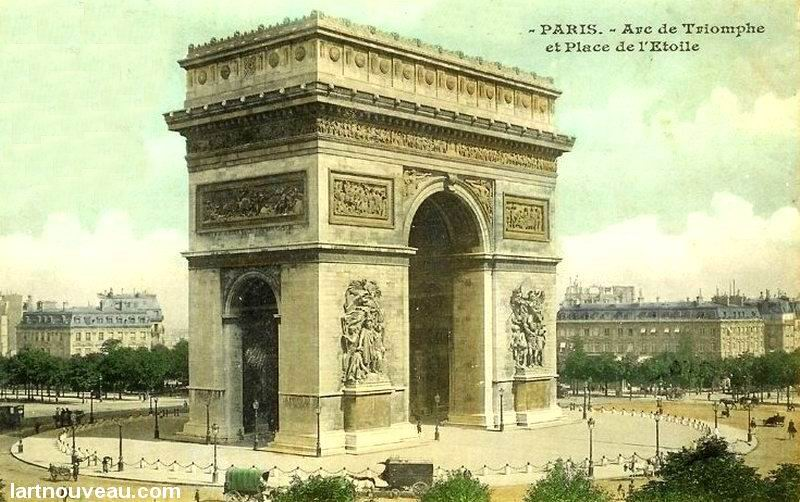 - PARIS. - Arc de Triomphe
et Place de l'Etoile
lartnouveau.com